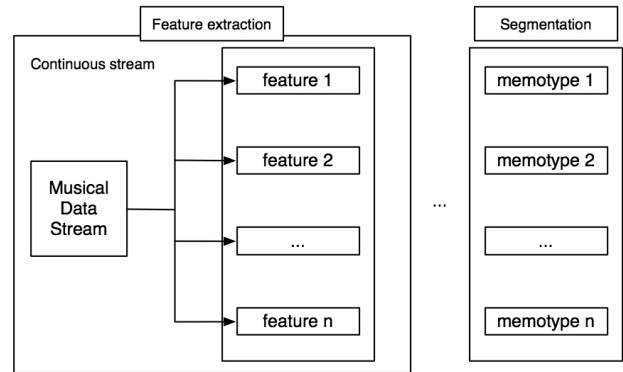 Feature extraction
Segmentation
Continuous stream
feature 1
memotype 1
feature 2
memotype 2
Musical
Data
Stream
...
...
...
feature n
memotype n